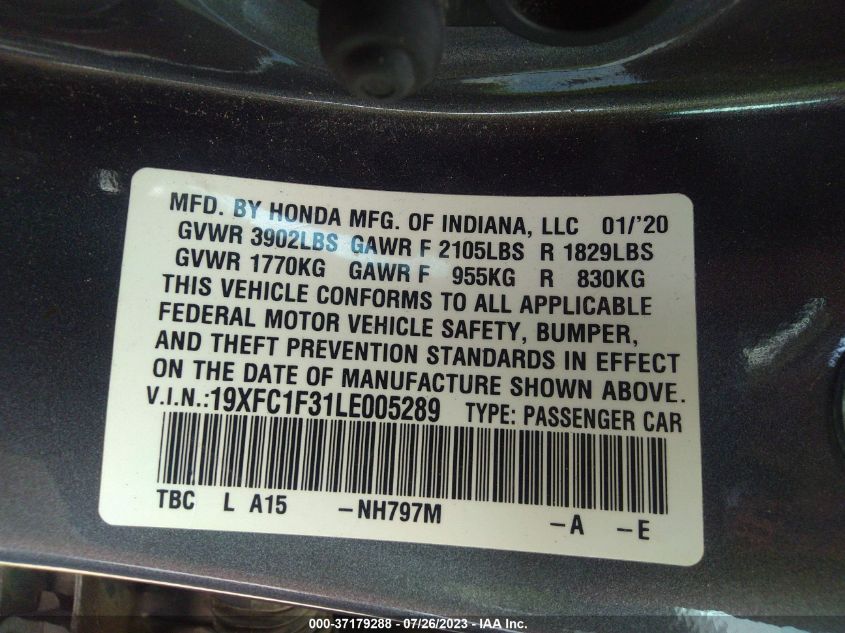 MFD. BY HONDA MFG. OF INDIANA, LLC 01/'20
GVWR 3902LBS GAWR F 2105LBS R 1829LBS
GVWR 1770KG GAWR F 955KG R 830KG
THIS VEHICLE CONFORMS TO ALL APPLICABLE
FEDERAL MOTOR VEHICLE SAFETY, BUMPER,
AND THEFT PREVENTION STANDARDS IN EFFECT
ON THE DATE OF MANUFACTURE SHOWN ABOVE.
V.I.N.:19XFC1F31LE005289 TYPE: PASSENGER CAR
TBC L A15 –NH797M –A –E
000-37179288 - 07/26/2023 - IAA Inc.